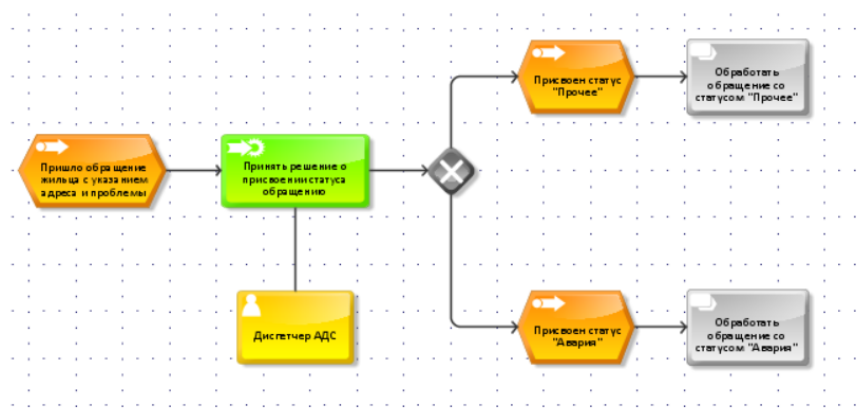 Присвоен статус
"Прочее"
Обработать
обращение со
статусом "Прочее"
Пришло обращение
жильца с указанием
адреса и проблемы
Принять решение о
присвоении статуса
обращению
Диспетчер АДС
Присвоен статус
"Авария"
Обработать
обращение со
статусом "Авария"